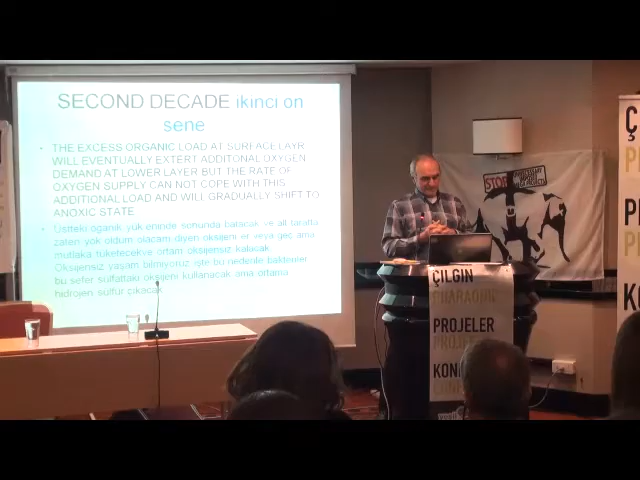 SECOND DECADE ikinci on
sene
• THE EXCESS ORGANIC LOAD AT SURFACE LAYR
WILL EVENTUALLY EXTERT ADDITONAL OXYGEN
DEMAND AT LOWER LAYER BUT THE RATE OF
OXYGEN SUPPLY CAN NOT COPE WITH THIS
ADDITIONAL LOAD AND WILL GRADUALLY SHIFT TO
ANOXIC STATE
• Üstteki oganik yük eninde sonunda batacak ve alt taratta
zaten yok oldum olacam diyen oksijeni er veya geç ama
mutlaka tüketecekve ortam oksijensiz kalacak.
Oksijensiz yaşam bilmiyoruz işte bu nedenle bakteriler
bu sefer sülfattaki oksijeni kullanacak ama ortama
hidrojen sülfür çıkacak
STOP
ÇILGIN
PHARAONIC
PROJELER
KON
Ç
P
K